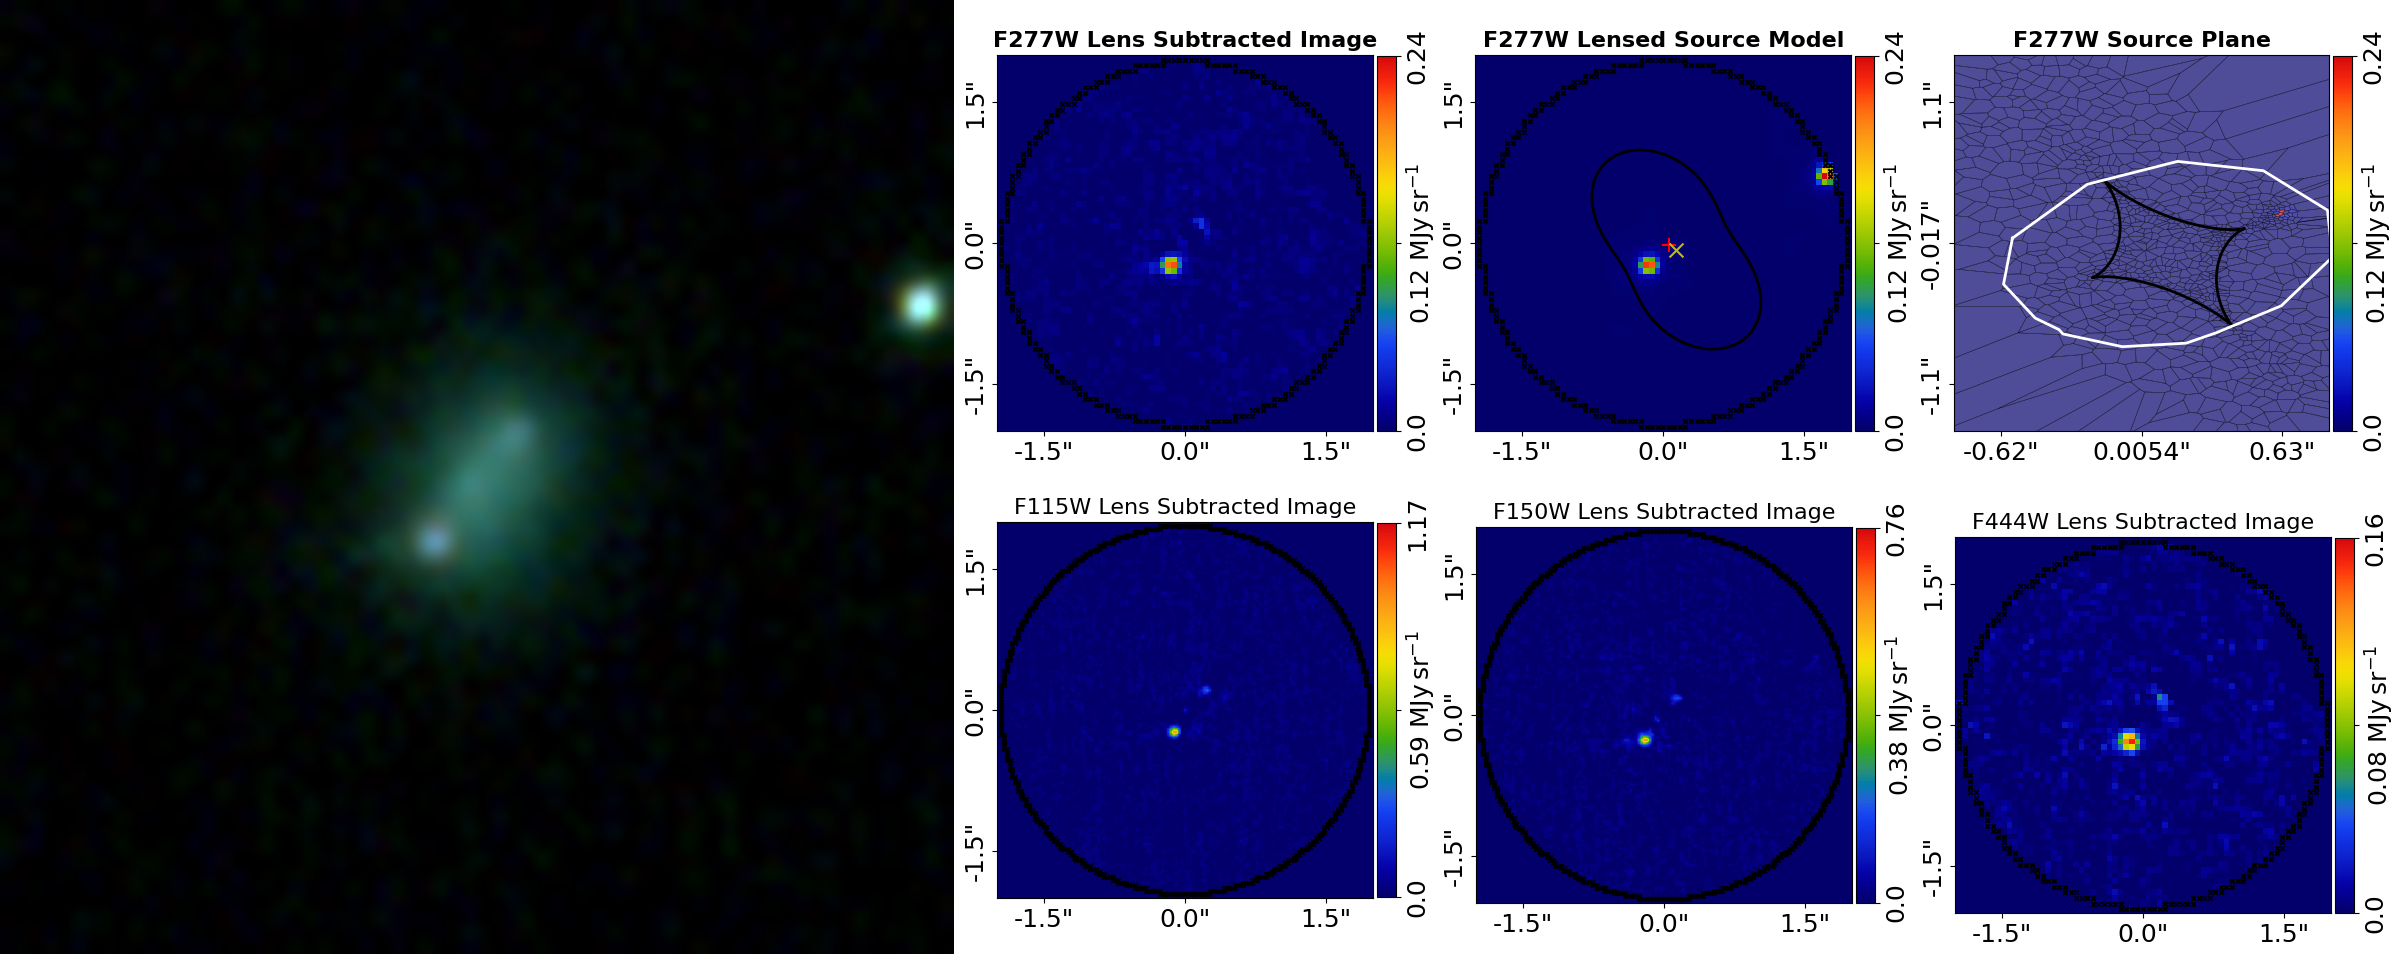 F277W Lens Subtracted Image
1.5"
0.0"
-1.5"
-1.5" 0.0" 1.5"
0.24
0.12 MJy sr−1
0.0
F277W Lensed Source Model
1.5"
0.0"
-1.5"
-1.5" 0.0" 1.5"
0.24
0.12 MJy sr−1
0.0
F277W Source Plane
1.1"
-0.017"
-1.1"
-0.62" 0.0054" 0.63"
0.24
0.12 MJy sr−1
0.0
F115W Lens Subtracted Image
1.5"
0.0"
-1.5"
-1.5" 0.0" 1.5"
1.17
0.59 MJy sr−1
0.0
F150W Lens Subtracted Image
1.5"
0.0"
-1.5"
-1.5" 0.0" 1.5"
0.76
0.38 MJy sr−1
0.0
F444W Lens Subtracted Image
1.5"
0.0"
-1.5"
-1.5" 0.0" 1.5"
0.16
0.08 MJy sr−1
0.0